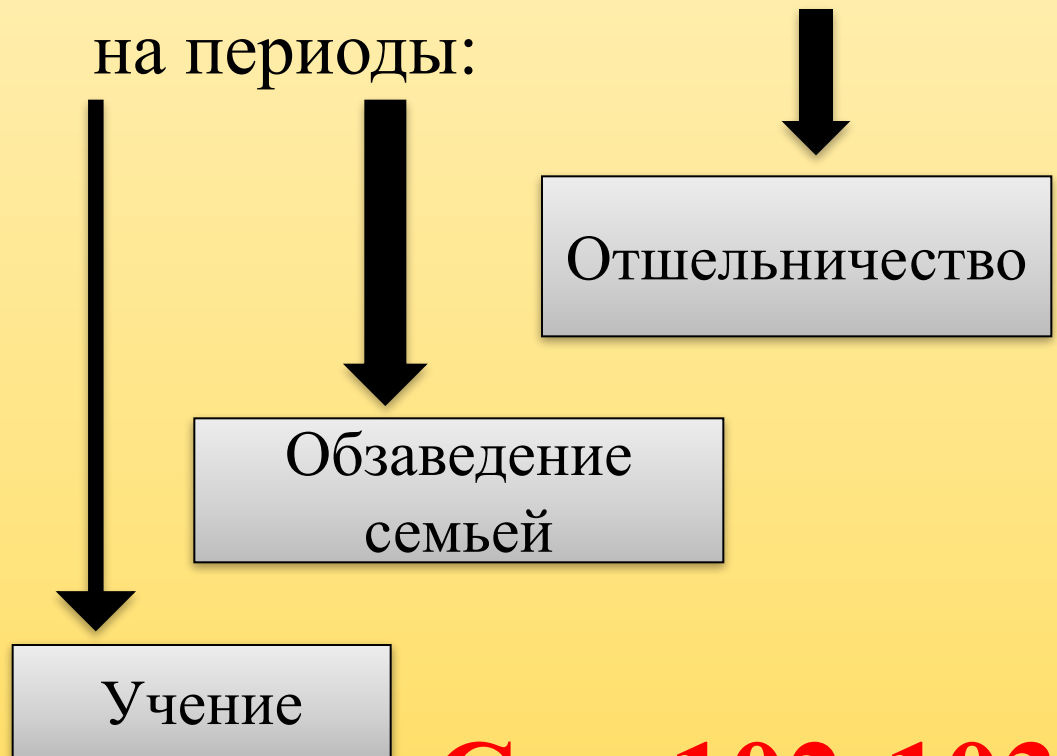 на периоды:
Отшельничество
Обзаведение
семьей
Учение